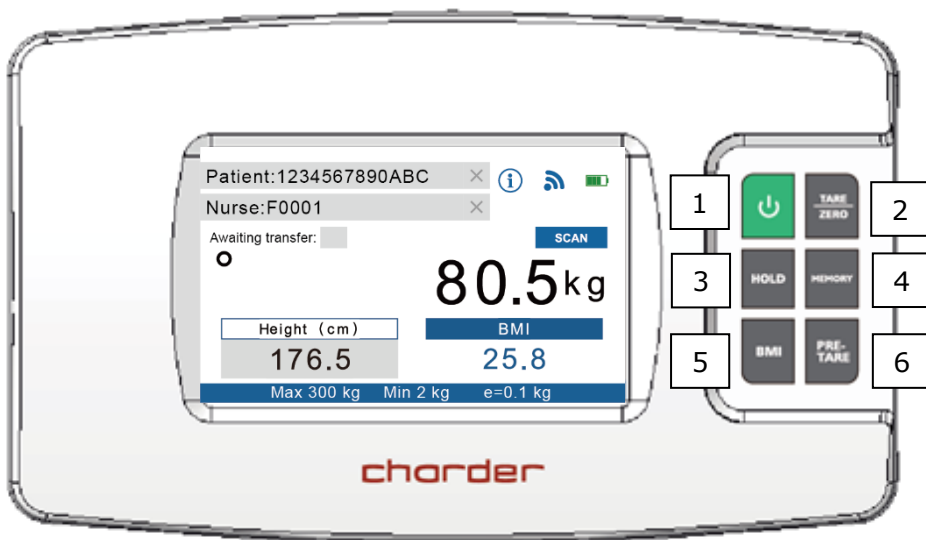 Patient:1234567890ABC ×
Nurse:F0001 ×
Awaiting transfer:
SCAN
80.5kg
Height (cm)
BMI
176.5
25.8
Max 300 kg Min 2 kg e=0.1 kg
charder
1
TARE
ZERO
2
3
HOLD
MEMORY
4
5
BMI
PRE-
TARE
6